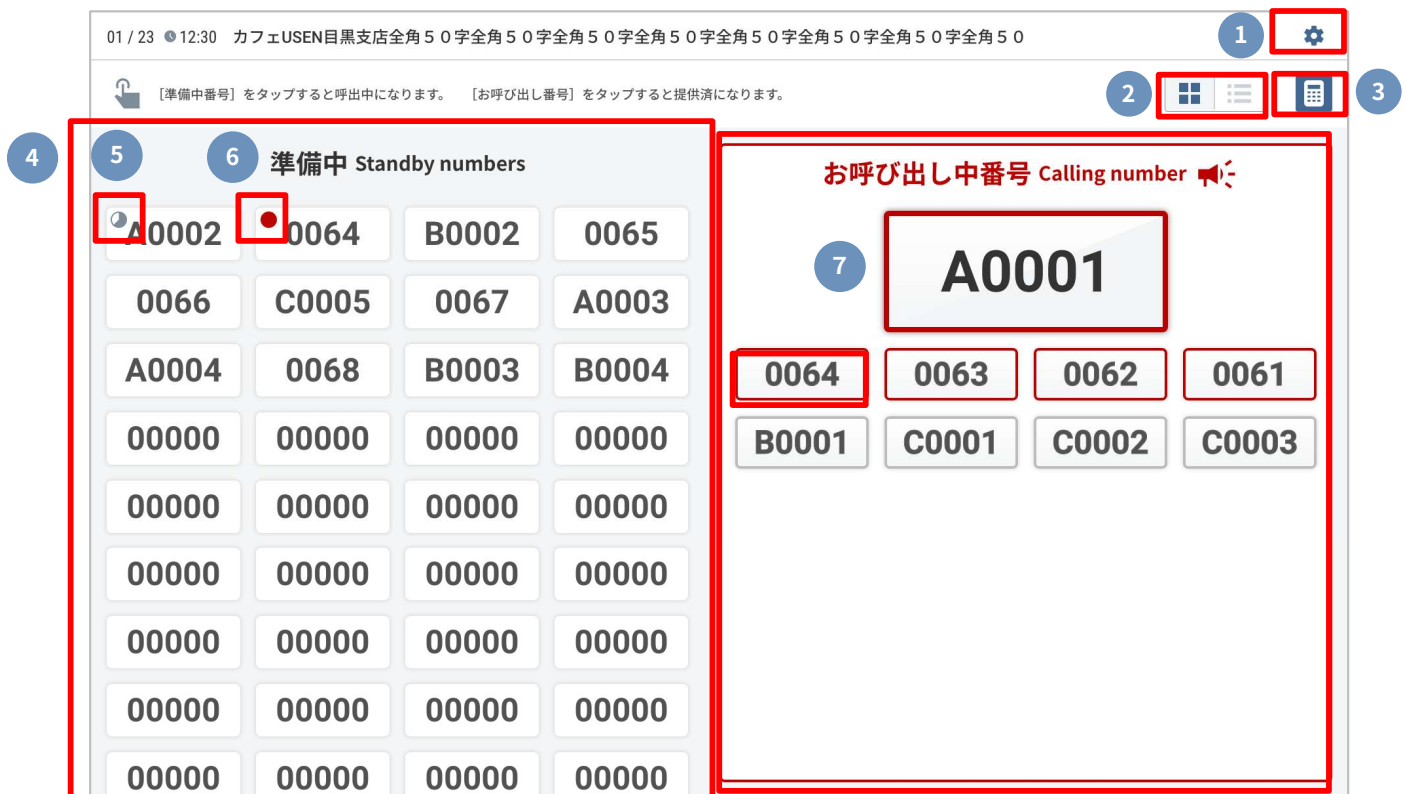 01 / 23 12:30 カフェUSEN目黒支店全角５０字全角５０字全角５０字全角５０字全角５０字全角５０字全角５０字全角５０
1
[準備中番号] をタップすると呼出中になります。 [お呼び出し番号] をタップすると提供済になります。
2
3
4
5
6
準備中 Standby numbers
A0002 0064 B0002 0065
0066 C0005 0067 A0003
A0004 0068 B0003 B0004
00000 00000 00000 00000
00000 00000 00000 00000
00000 00000 00000 00000
00000 00000 00000 00000
00000 00000 00000 00000
00000 00000 00000 00000
お呼び出し中番号 Calling number
7
A0001
0064 0063 0062 0061
B0001 C0001 C0002 C0003